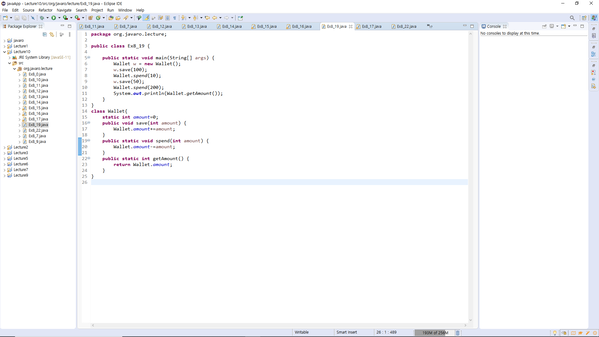 javaApp - Lecture10/src/org/javaro/lecture/Ex8_19.java - Eclipse IDE
File Edit Source Refactor Navigate Search Project Run Window Help
Package Explorer
Ex8_11.java Ex8_7.java Ex8_12.java Ex8_13.java Ex8_14.java Ex8_15.java Ex8_16.java Ex8_19.java Ex8_17.java Ex8_22.java
Console
No consoles to display at this time.
javaro
Lecture1
Lecture10
JRE System Library
src
org.javaro.lecture
Ex8_10.java
Ex8_11.java
Ex8_12.java
Ex8_13.java
Ex8_14.java
Ex8_15.java
Ex8_16.java
Ex8_17.java
Ex8_19.java
Ex8_22.java
Ex8_7.java
Ex8_8.java
Lecture2
Lecture3
Lecture5
Lecture6
Lecture7
Lecture9
1 package org.javaro.lecture;
2
3 public class Ex8_19 {
4
5 public static void main(String[] args) {
6 Wallet w = new Wallet();
7 w.save(100);
8 Wallet.spend(10);
9 w.save(50);
10 Wallet.spend(200);
11 System.out.println(Wallet.getAmount());
12 }
13 }
14 class Wallet{
15 static int amount=0;
16 public void save(int amount) {
17 Wallet.amount+=amount;
18 }
19 public static void spend(int amount) {
20 Wallet.amount-=amount;
21 }
22 public static int getAmount() {
23 return Wallet.amount;
24 }
25 }
26
Writable Smart Insert 26 : 1 : 489